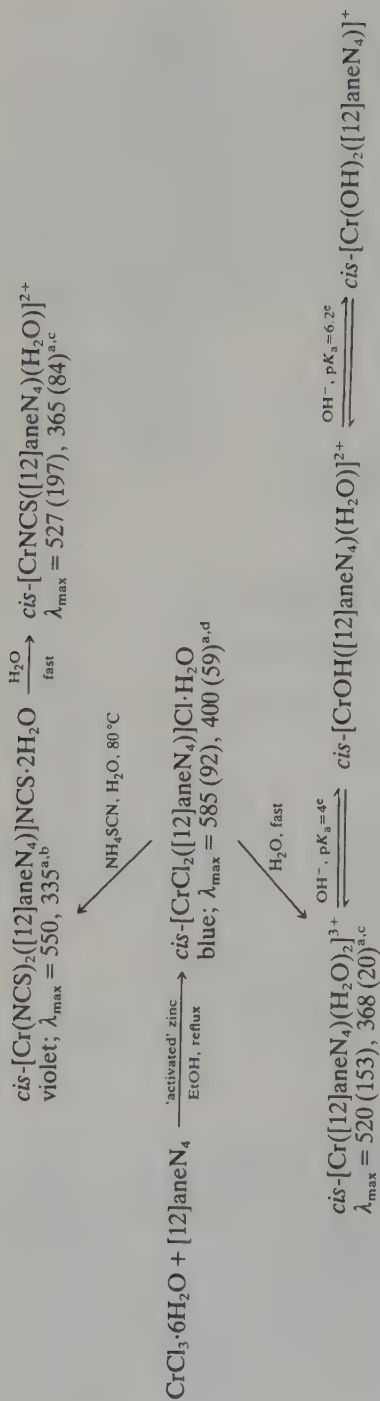 cis-[Cr(NCS)₂([12]aneN₄)]NCS·2H₂O —H₂O, fast→ cis-[CrNCS([12]aneN₄)(H₂O)]²⁺
violet; λmax = 550, 335ᵃ,ᵇ
λmax = 527 (197), 365 (84)ᵃ,ᶜ
NH₄SCN, H₂O, 80 °C
CrCl₃·6H₂O + [12]aneN₄ —'activated' zinc, EtOH, reflux→ cis-[CrCl₂([12]aneN₄)]Cl·H₂O
blue; λmax = 585 (92), 400 (59)ᵃ,ᵈ
H₂O, fast
cis-[Cr([12]aneN₄)(H₂O)₂]³⁺ ⇌ OH⁻, pKₐ=4ᵉ cis-[CrOH([12]aneN₄)(H₂O)]²⁺ ⇌ OH⁻, pKₐ=6·2ᵉ cis-[Cr(OH)₂([12]aneN₄)]⁺
λmax = 520 (153), 368 (20)ᵃ,ᶜ